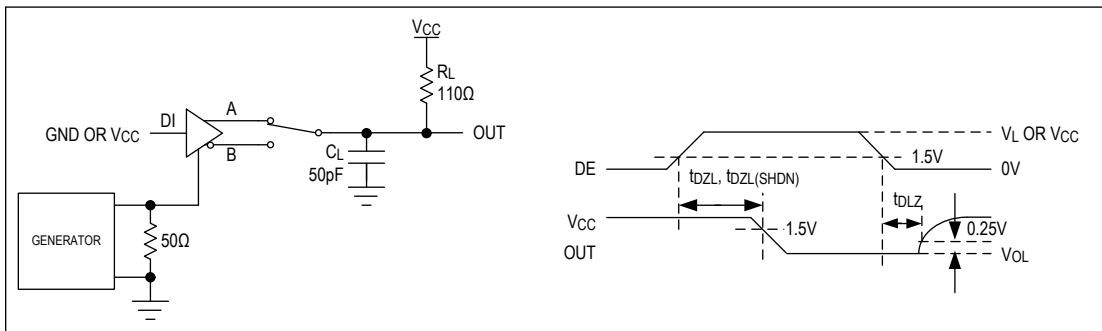 VCC
RL
110Ω
A
DI
GND OR VCC
OUT
B
CL
50pF
GENERATOR
50Ω
VL OR VCC
1.5V
DE
0V
tDZL, tDZL(SHDN)
tDLZ
VCC
1.5V
0.25V
OUT
VOL